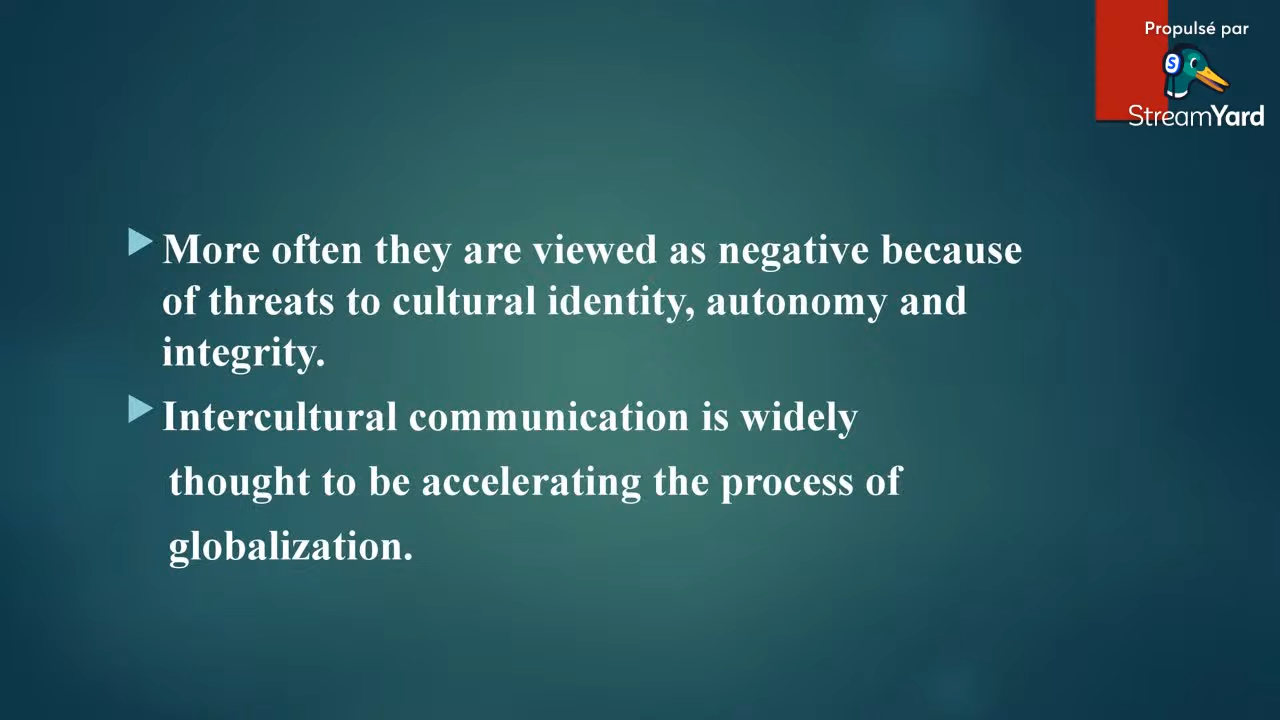 Propulsé par
S
StreamYard
More often they are viewed as negative because
of threats to cultural identity, autonomy and
integrity.
Intercultural communication is widely
thought to be accelerating the process of
globalization.